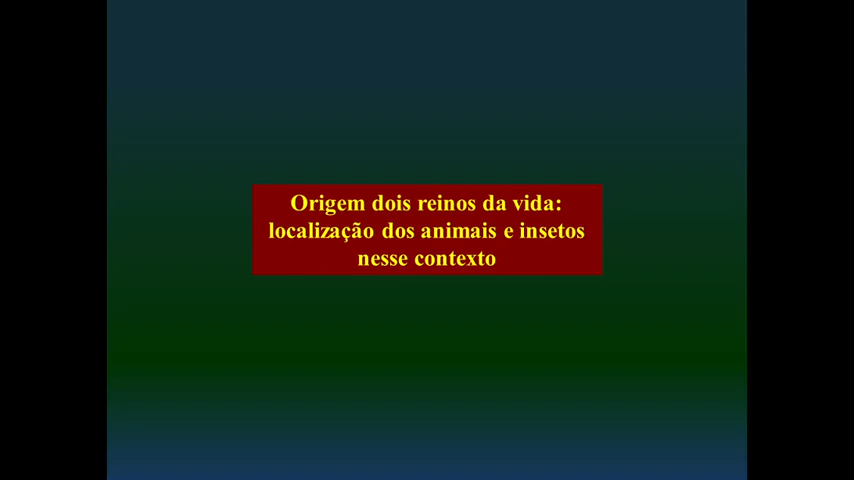 Origem dois reinos da vida:
localização dos animais e insetos
nesse contexto